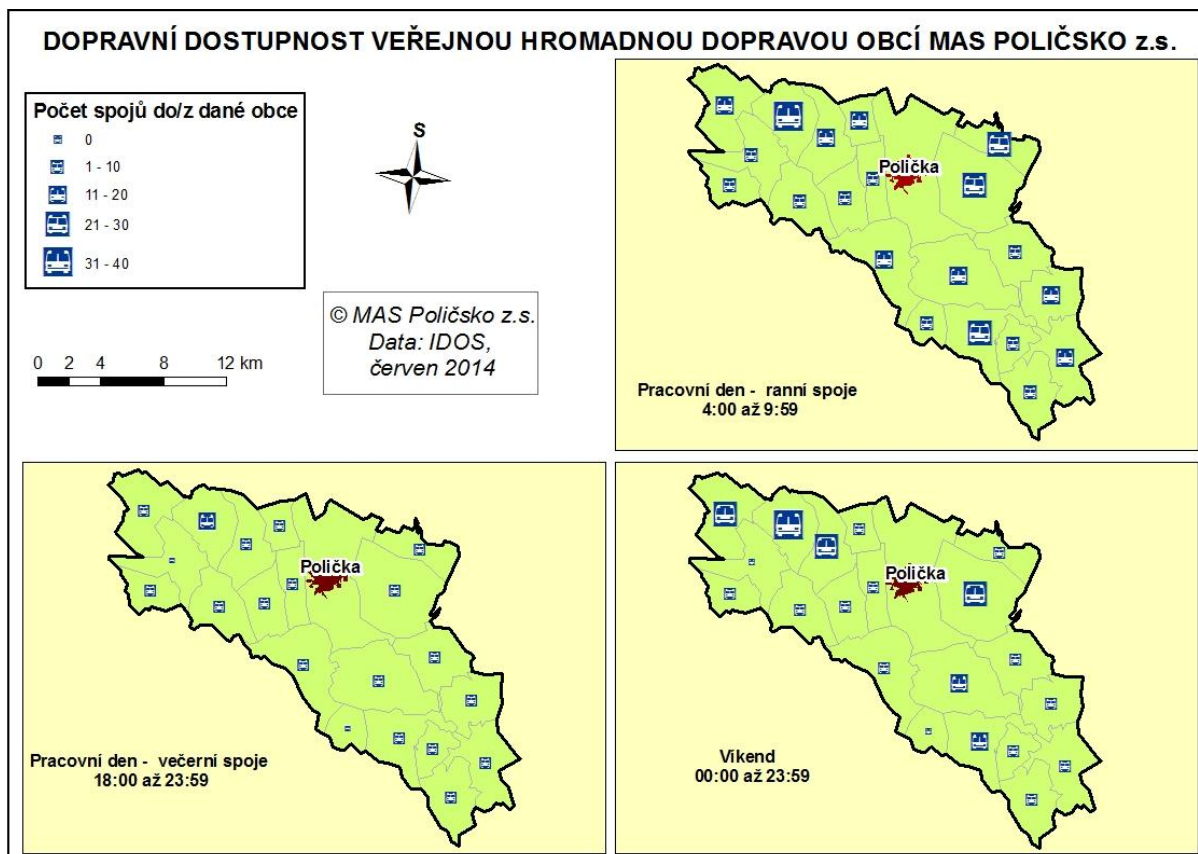 DOPRAVNÍ DOSTUPNOST VEŘEJNOU HROMADNOU DOPRAVOU OBCÍ MAS POLIČSKO z.s.
Počet spojů do/z dané obce
0
1 - 10
11 - 20
21 - 30
31 - 40
S
© MAS Poličsko z.s.
Data: IDOS,
červen 2014
0 2 4 8 12 km
Polička
Pracovní den - ranní spoje
4:00 až 9:59
Polička
Pracovní den - večerní spoje
18:00 až 23:59
Polička
Víkend
00:00 až 23:59